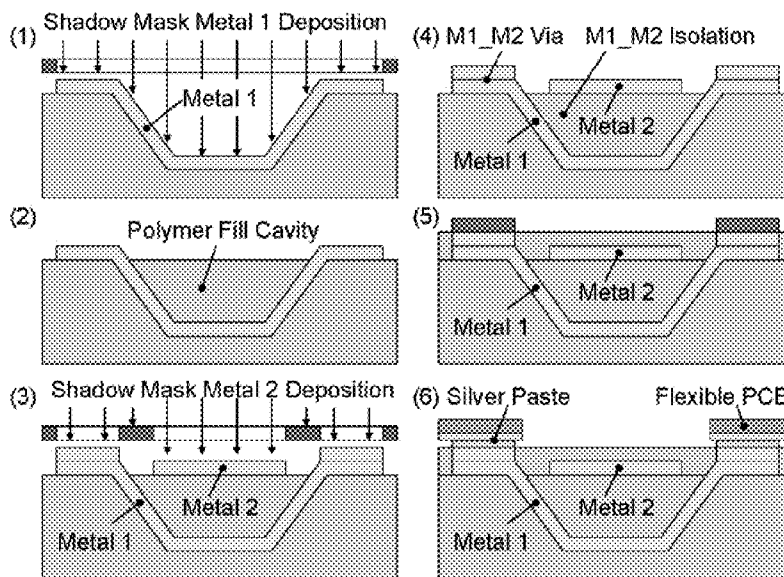 (1) Shadow Mask Metal 1 Deposition
Metal 1
(2)
Polymer Fill Cavity
(3) Shadow Mask Metal 2 Deposition
Metal 2
Metal 1
(4) M1_M2 Via M1_M2 Isolation
Metal 2
Metal 1
(5)
Metal 2
Metal 1
(6) Silver Paste Flexible PCB
Metal 2
Metal 1